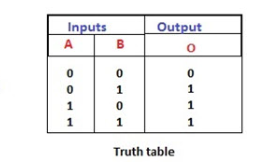 Inputs Output
A B O
0 0 0
0 1 1
1 0 1
1 1 1
Truth table